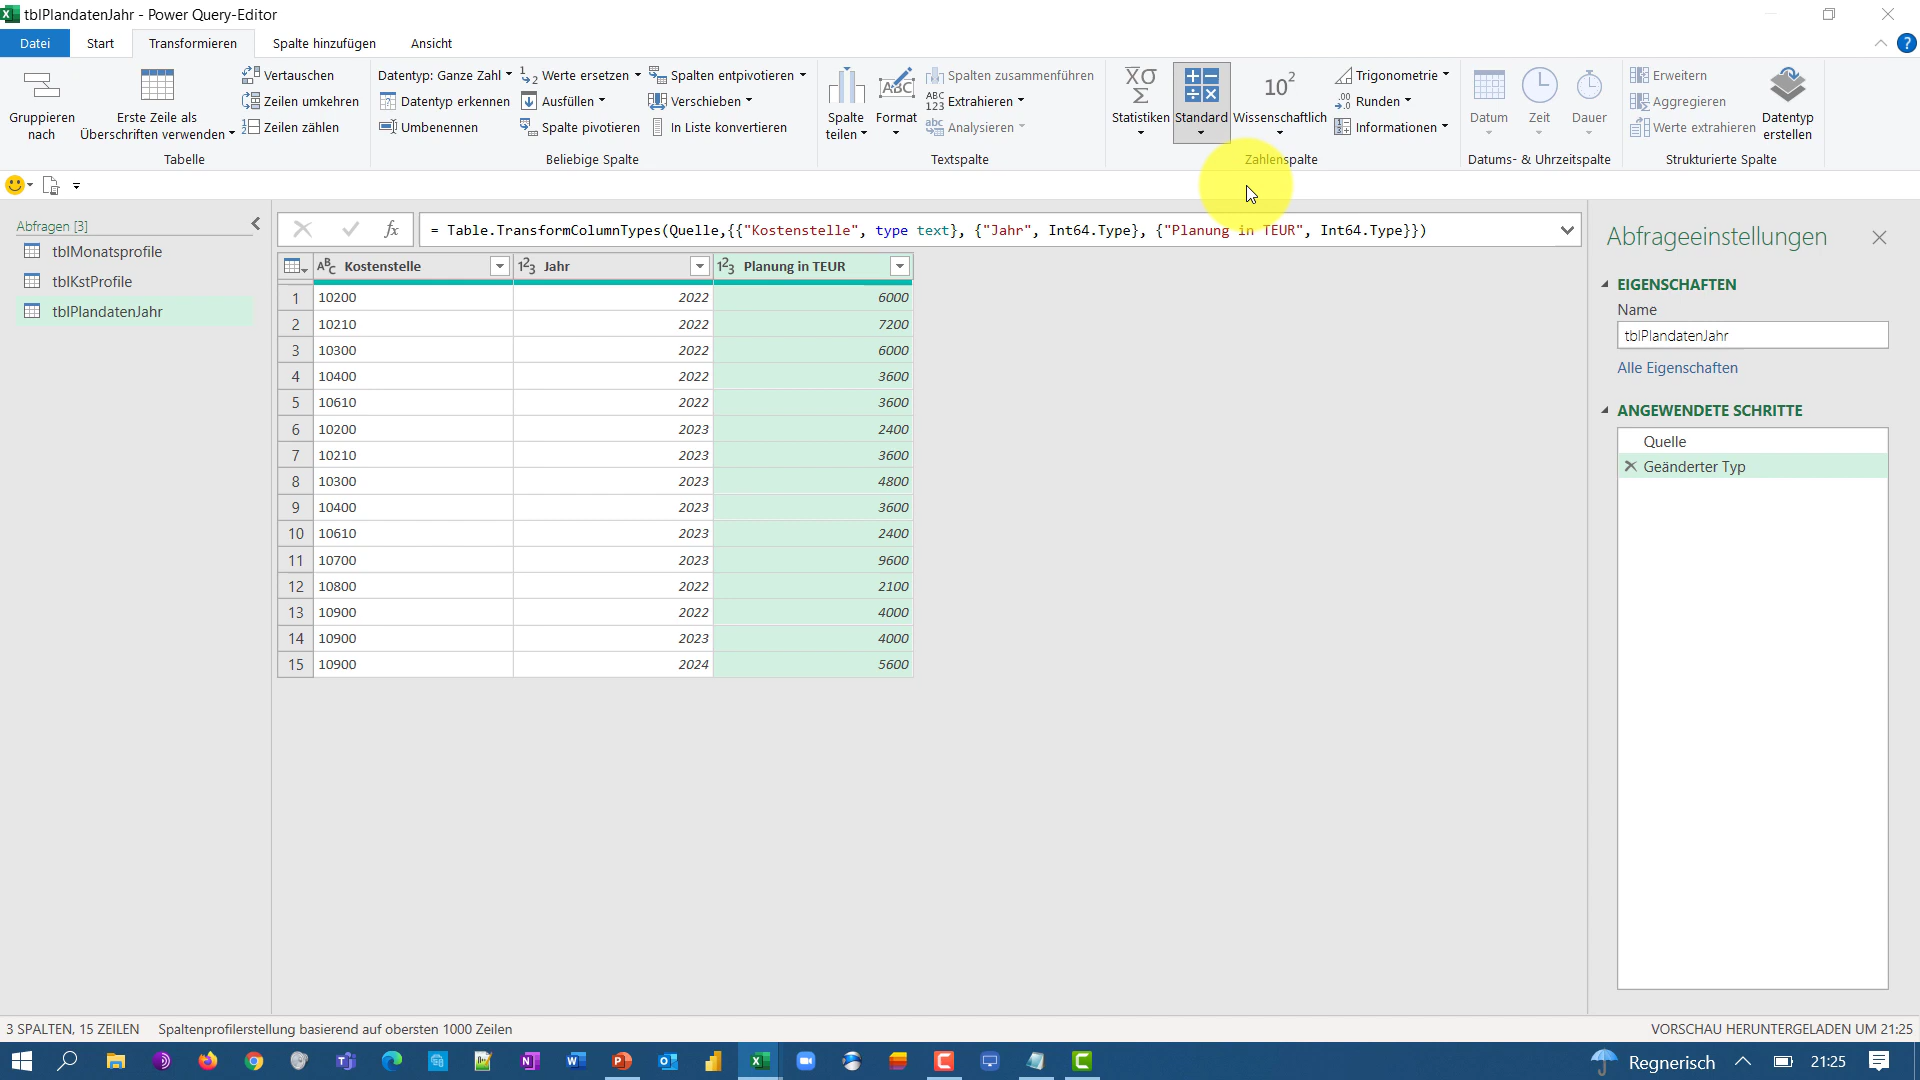 tblPlandatenJahr - Power Query-Editor
Datei Start Transformieren Spalte hinzufügen Ansicht
Gruppieren nach
Erste Zeile als Überschriften verwenden
Vertauschen
Zeilen umkehren
Zeilen zählen
Tabelle
Datentyp: Ganze Zahl
Datentyp erkennen
Umbenennen
Werte ersetzen
Ausfüllen
Spalte pivotieren
Spalten entpivotieren
Verschieben
In Liste konvertieren
Beliebige Spalte
Spalte teilen
Format
Spalten zusammenführen
Extrahieren
Analysieren
Textspalte
Statistiken
Standard
Wissenschaftlich
Trigonometrie
Runden
Informationen
Zahlenspalte
Datum
Zeit
Dauer
Datums- & Uhrzeitspalte
Erweitern
Aggregieren
Werte extrahieren
Datentyp erstellen
Strukturierte Spalte
Abfragen [3]
tblMonatsprofile
tblKstProfile
tblPlandatenJahr
= Table.TransformColumnTypes(Quelle,{{"Kostenstelle", type text}, {"Jahr", Int64.Type}, {"Planung in TEUR", Int64.Type}})
Kostenstelle Jahr Planung in TEUR
1 10200 2022 6000
2 10210 2022 7200
3 10300 2022 6000
4 10400 2022 3600
5 10610 2022 3600
6 10200 2023 2400
7 10210 2023 3600
8 10300 2023 4800
9 10400 2023 3600
10 10610 2023 2400
11 10700 2023 9600
12 10800 2022 2100
13 10900 2022 4000
14 10900 2023 4000
15 10900 2024 5600
Abfrageeinstellungen
EIGENSCHAFTEN
Name
tblPlandatenJahr
Alle Eigenschaften
ANGEWENDETE SCHRITTE
Quelle
Geänderter Typ
3 SPALTEN, 15 ZEILEN Spaltenprofilerstellung basierend auf obersten 1000 Zeilen
VORSCHAU HERUNTERGELADEN UM 21:25
Regnerisch 21:25